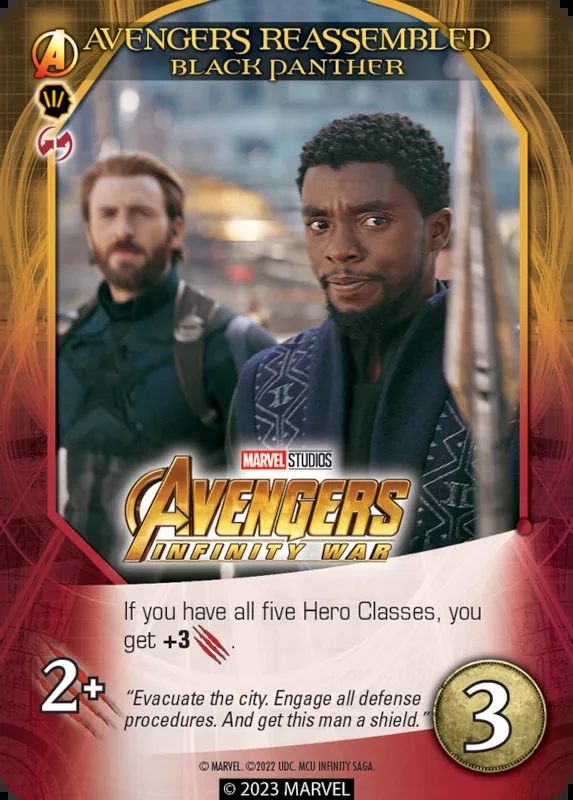 AVENGERS REASSEMBLED
BLACK PANTHER
MARVEL STUDIOS
AVENGERS
INFINITY WAR
If you have all five Hero Classes, you
get +3.
2+
“Evacuate the city. Engage all defense
procedures. And get this man a shield.”
3
© MARVEL. ©2022 UDC. MCU INFINITY SAGA.
© 2023 MARVEL